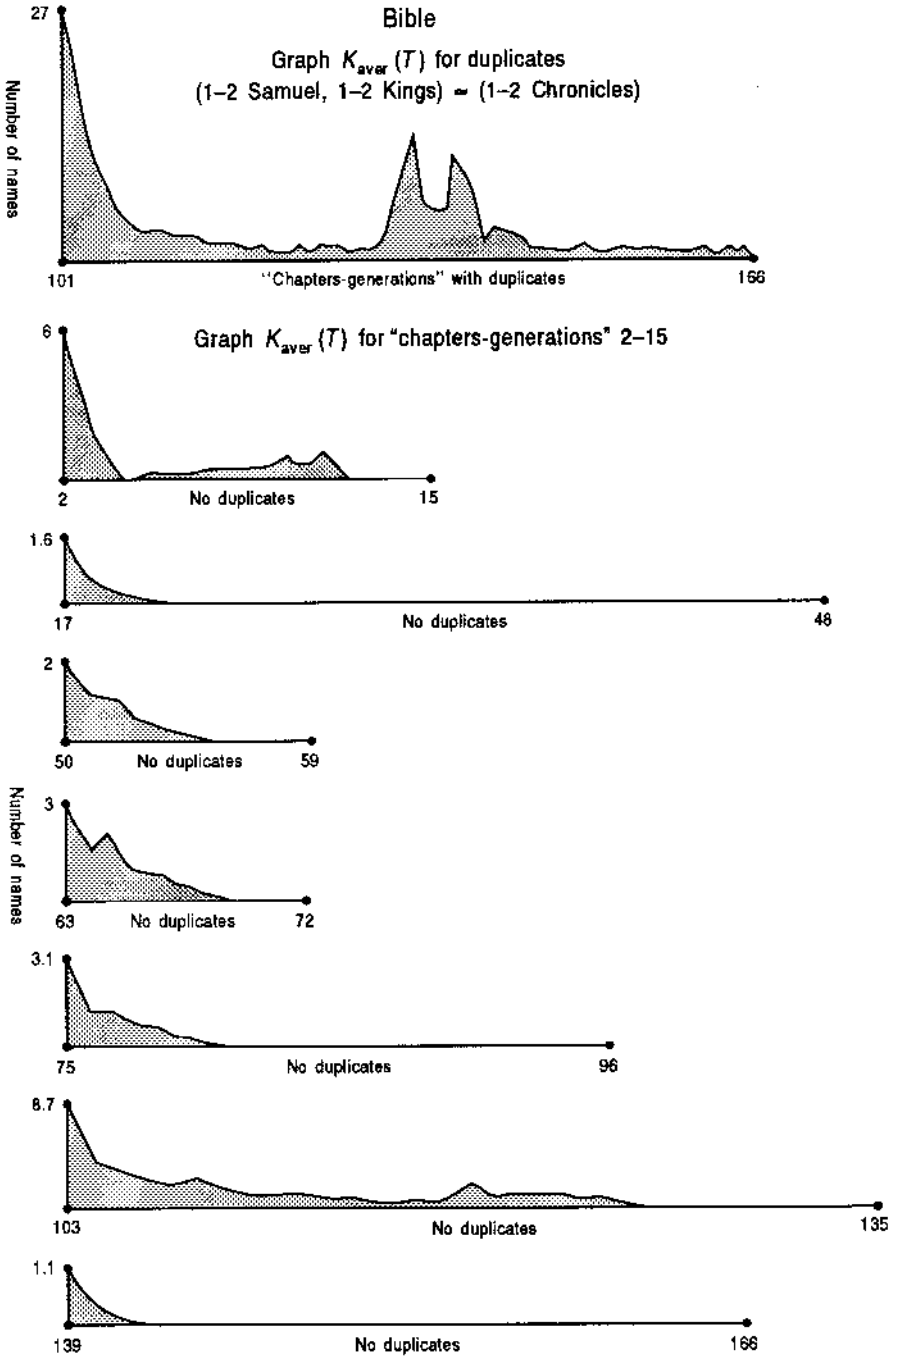 27
Bible
Graph Kaver (T) for duplicates
(1–2 Samuel, 1–2 Kings) = (1–2 Chronicles)
Number of names
101
"Chapters-generations" with duplicates
166
6
Graph Kaver (T) for "chapters-generations" 2–15
2
No duplicates
15
1.6
17
No duplicates
48
2
50
No duplicates
59
Number of names
3
63
No duplicates
72
3.1
75
No duplicates
96
8.7
103
No duplicates
135
1.1
139
No duplicates
166